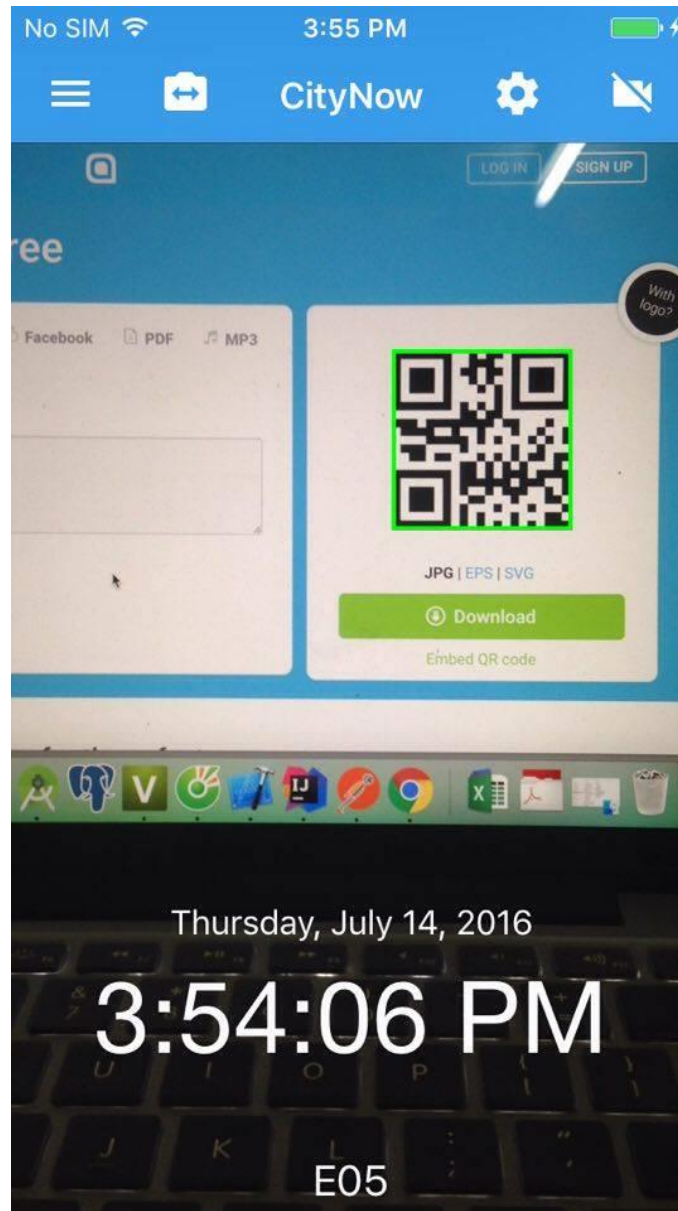 No SIM 3:55 PM
CityNow
LOG IN SIGN UP
ree
With
logo?
Facebook PDF MP3
JPG | EPS | SVG
Download
Embed QR code
Thursday, July 14, 2016
3:54:06 PM
U I O P
J K L
E05